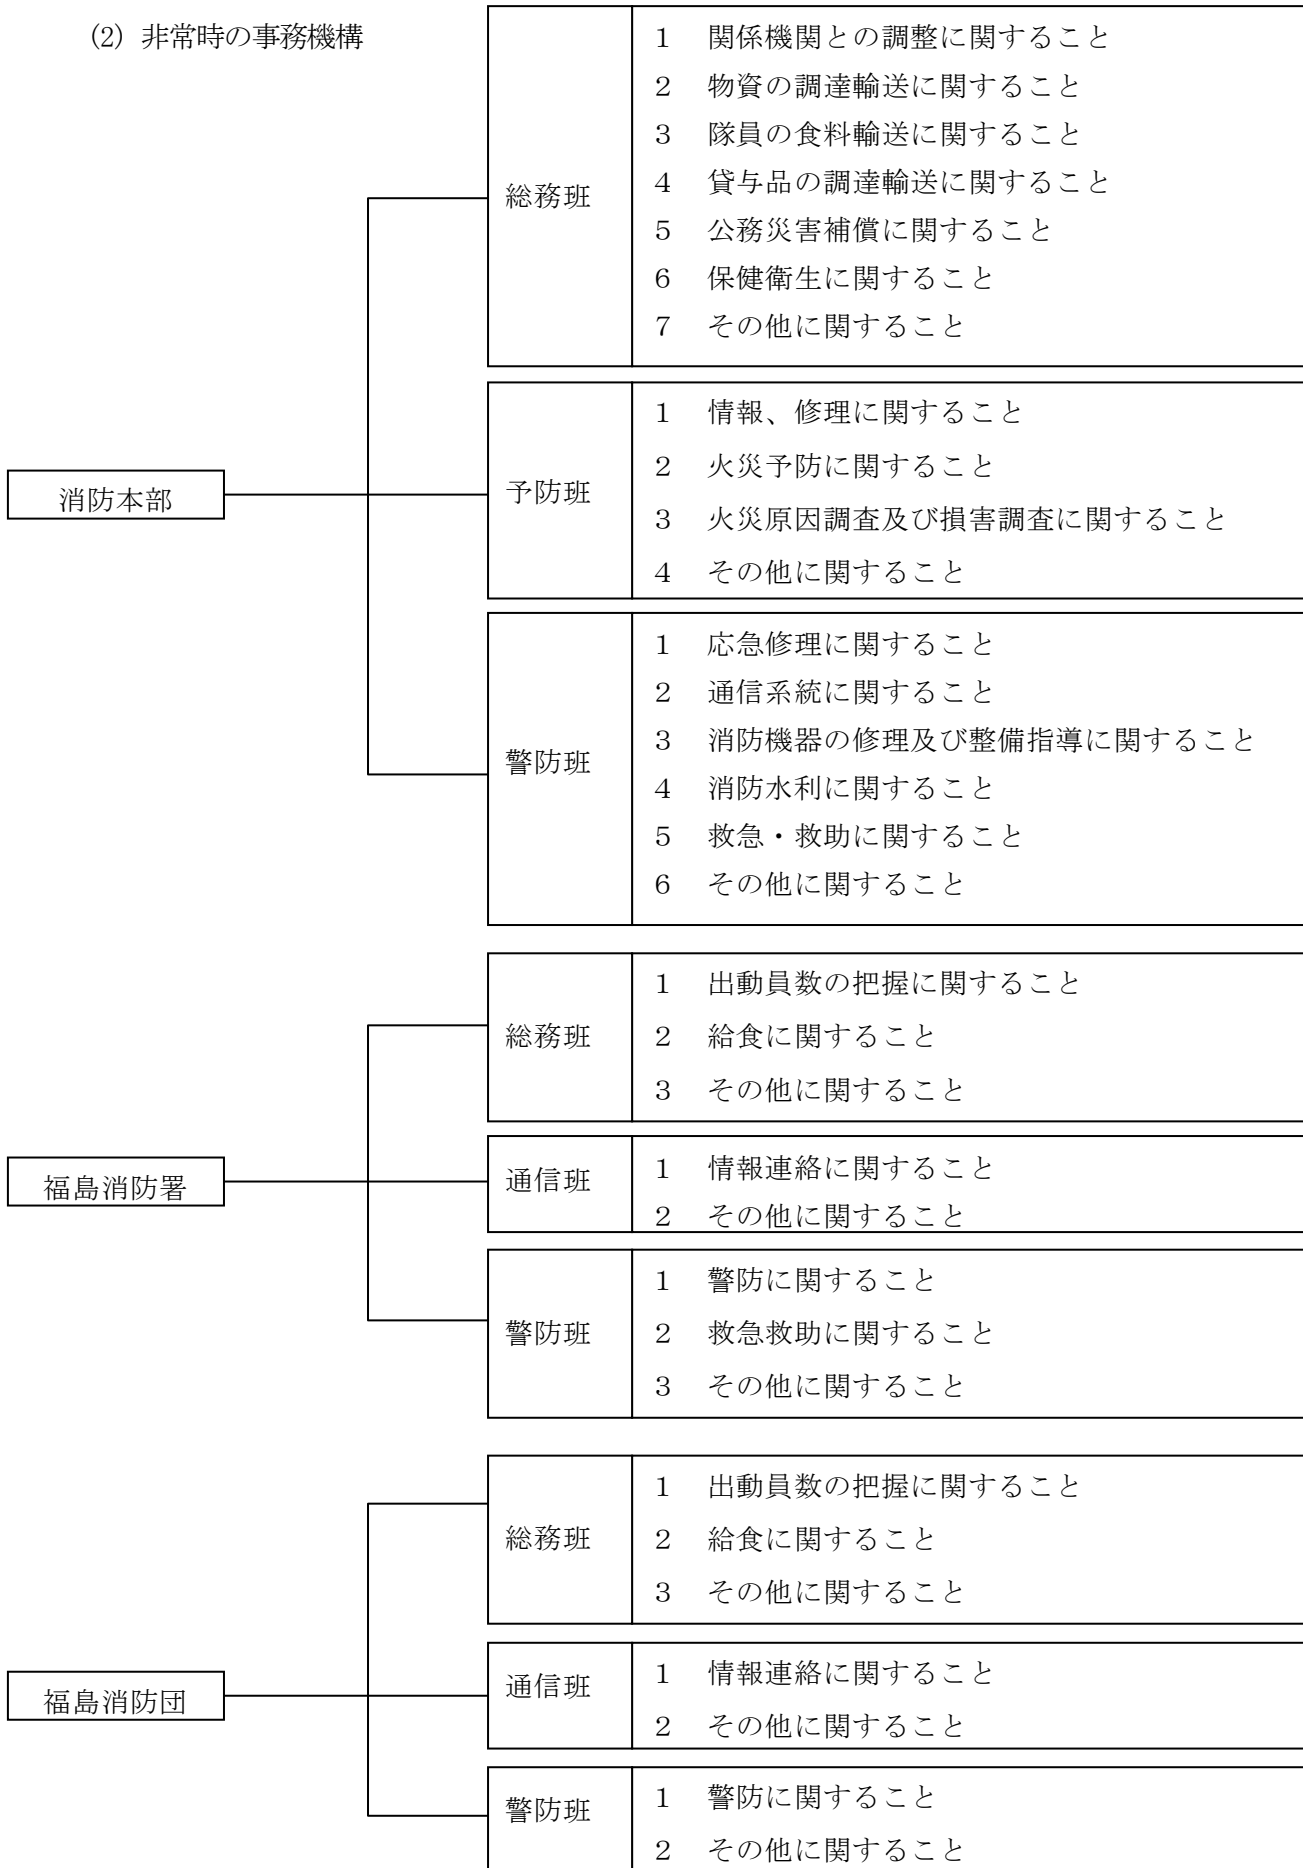 (2) 非常時の事務機構
消防本部
総務班
1 関係機関との調整に関すること
2 物資の調達輸送に関すること
3 隊員の食料輸送に関すること
4 貸与品の調達輸送に関すること
5 公務災害補償に関すること
6 保健衛生に関すること
7 その他に関すること
予防班
1 情報、修理に関すること
2 火災予防に関すること
3 火災原因調査及び損害調査に関すること
4 その他に関すること
警防班
1 応急修理に関すること
2 通信系統に関すること
3 消防機器の修理及び整備指導に関すること
4 消防水利に関すること
5 救急・救助に関すること
6 その他に関すること
福島消防署
総務班
1 出動員数の把握に関すること
2 給食に関すること
3 その他に関すること
通信班
1 情報連絡に関すること
2 その他に関すること
警防班
1 警防に関すること
2 救急救助に関すること
3 その他に関すること
福島消防団
総務班
1 出動員数の把握に関すること
2 給食に関すること
3 その他に関すること
通信班
1 情報連絡に関すること
2 その他に関すること
警防班
1 警防に関すること
2 その他に関すること